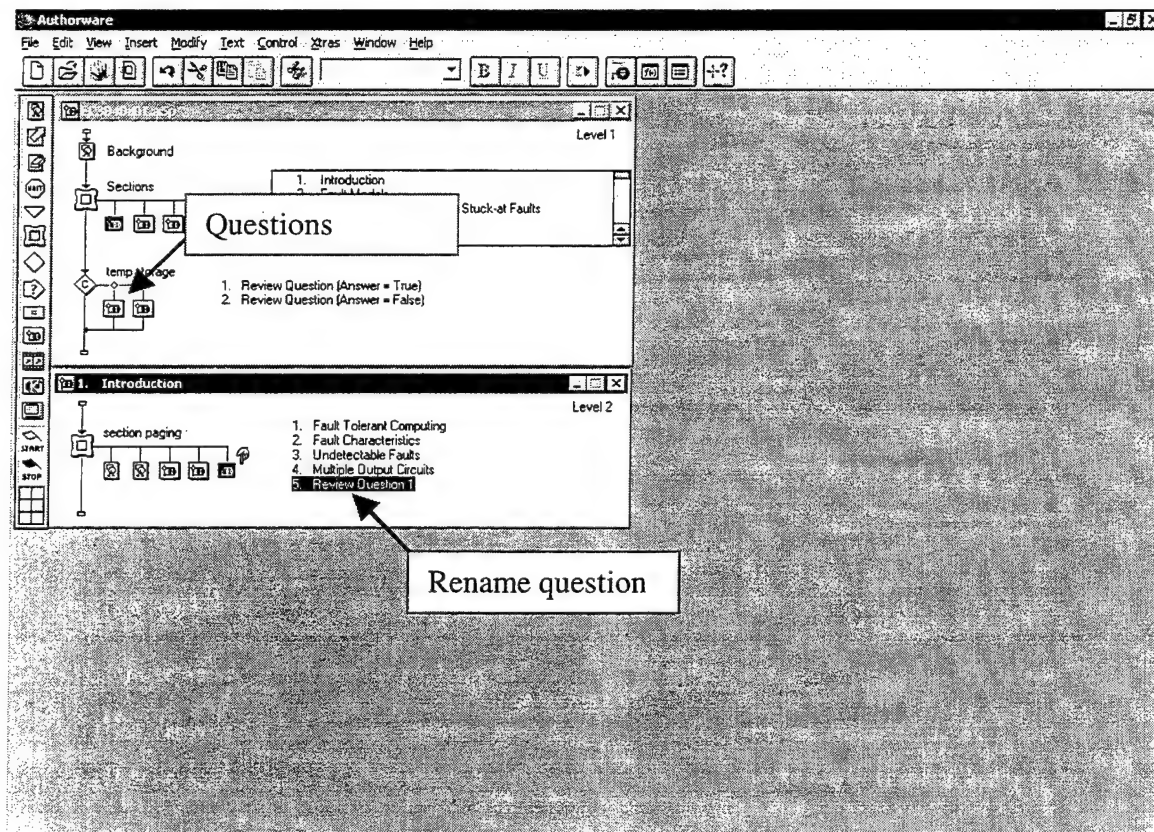 Authorware
File Edit View Insert Modify Text Control Xtras Window Help
B I U
Level 1
Background
Sections
1. Introduction
Stuck-at Faults
Questions
temp
1. Review Question (Answer = True)
2. Review Question (Answer = False)
1. Introduction
Level 2
section paging
1. Fault Tolerant Computing
2. Fault Characteristics
3. Undetectable Faults
4. Multiple Output Circuits
5. Review Question 1
START
STOP
Rename question